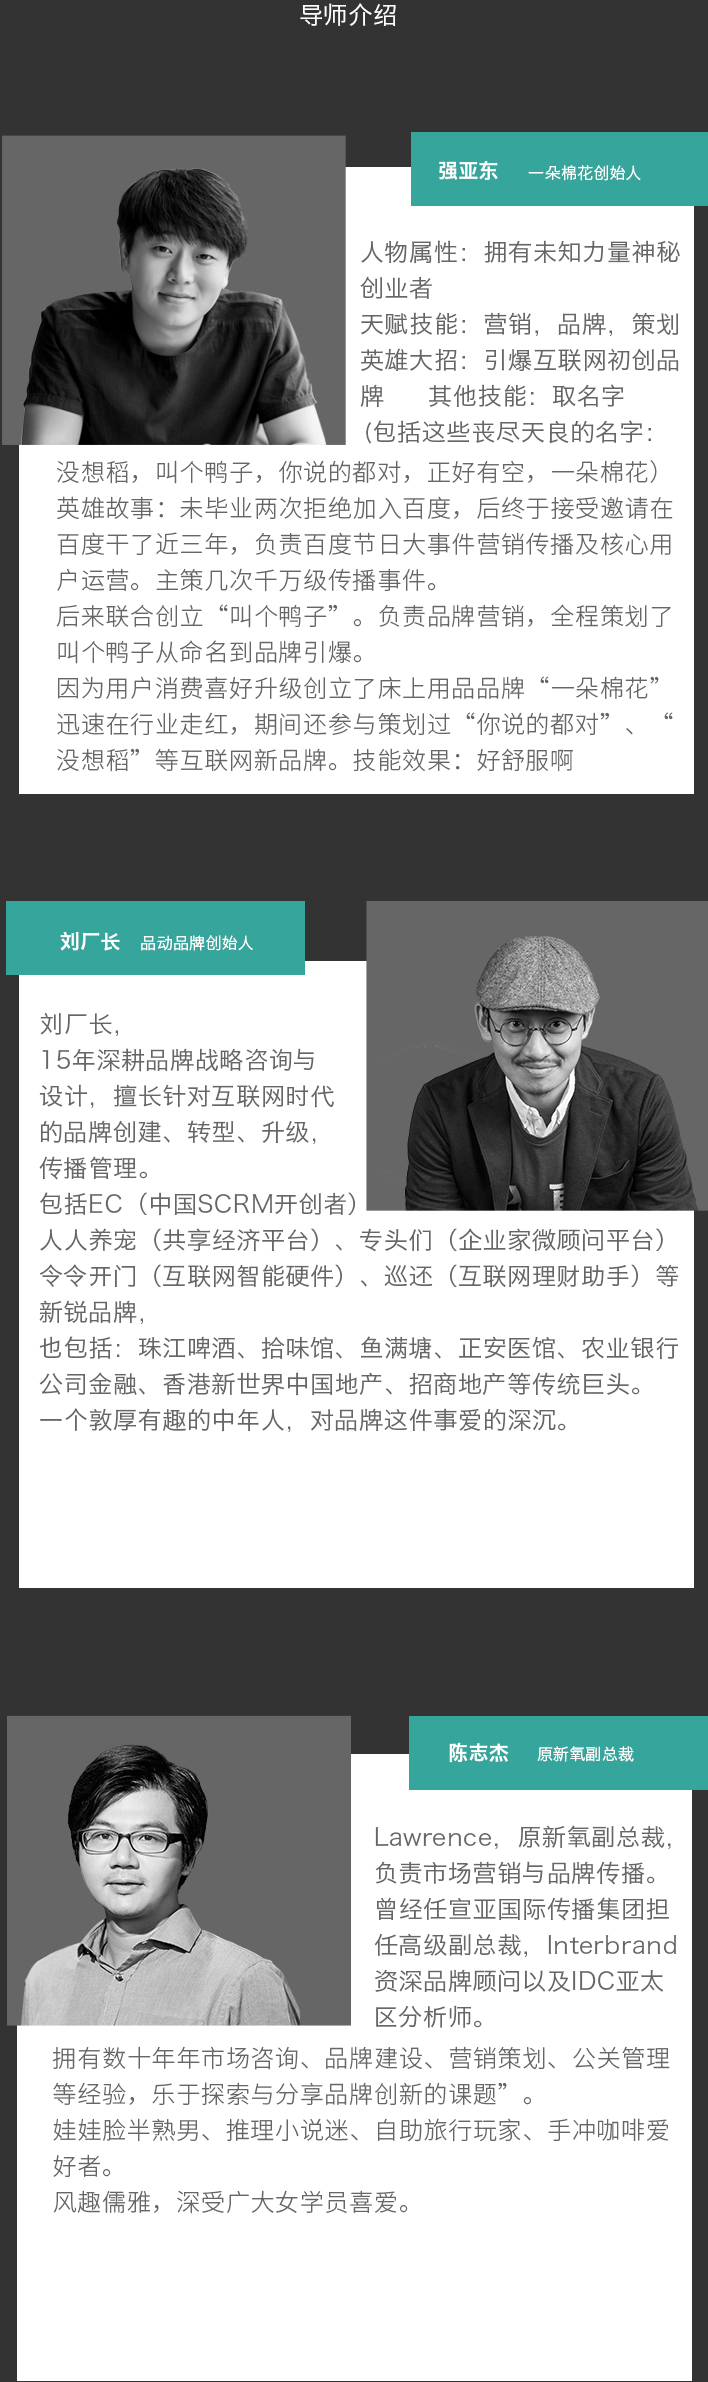 导师介绍
强亚东 一朵棉花创始人
人物属性：拥有未知力量神秘
创业者
天赋技能：营销，品牌，策划
英雄大招：引爆互联网初创品
牌 其他技能：取名字
(包括这些丧尽天良的名字：
没想稻，叫个鸭子，你说的都对，正好有空，一朵棉花）
英雄故事：未毕业两次拒绝加入百度，后终于接受邀请在
百度干了近三年，负责百度节日大事件营销传播及核心用
户运营。主策几次千万级传播事件。
后来联合创立“叫个鸭子”。负责品牌营销，全程策划了
叫个鸭子从命名到品牌引爆。
因为用户消费喜好升级创立了床上用品品牌“一朵棉花”
迅速在行业走红，期间还参与策划过“你说的都对”、“
没想稻”等互联网新品牌。技能效果：好舒服啊
刘厂长 品动品牌创始人
刘厂长，
15年深耕品牌战略咨询与
设计，擅长针对互联网时代
的品牌创建、转型、升级，
传播管理。
包括EC（中国SCRM开创者）
人人养宠（共享经济平台）、专头们（企业家微顾问平台）
令令开门（互联网智能硬件）、巡还（互联网理财助手）等
新锐品牌，
也包括：珠江啤酒、拾味馆、鱼满塘、正安医馆、农业银行
公司金融、香港新世界中国地产、招商地产等传统巨头。
一个敦厚有趣的中年人，对品牌这件事爱的深沉。
陈志杰 原新氧副总裁
Lawrence，原新氧副总裁，
负责市场营销与品牌传播。
曾经任宣亚国际传播集团担
任高级副总裁，Interbrand
资深品牌顾问以及IDC亚太
区分析师。
拥有数十年年市场咨询、品牌建设、营销策划、公关管理
等经验，乐于探索与分享品牌创新的课题”。
娃娃脸半熟男、推理小说迷、自助旅行玩家、手冲咖啡爱
好者。
风趣儒雅，深受广大女学员喜爱。